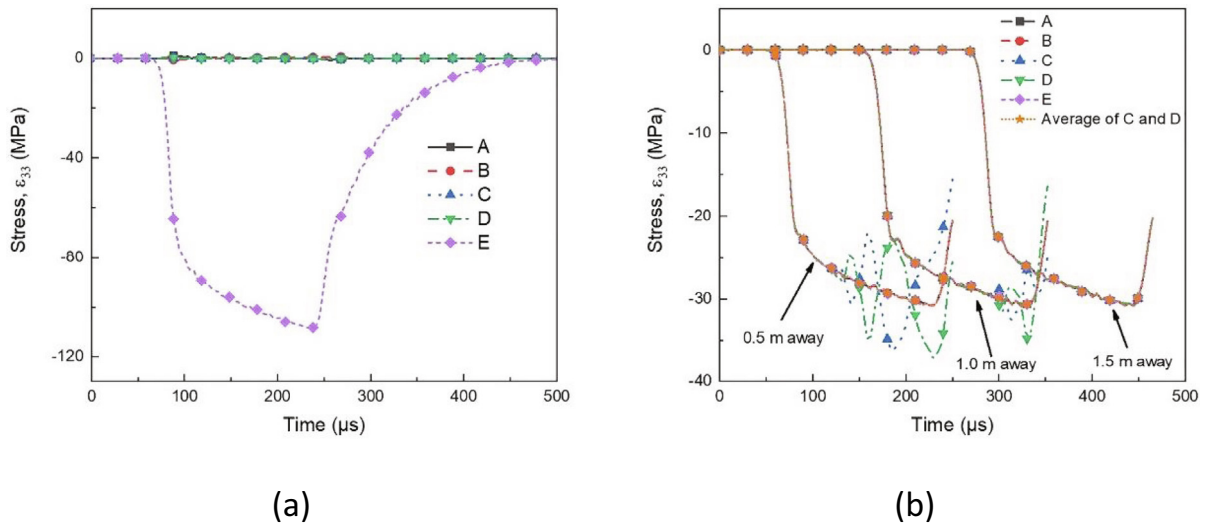 0
-40
-80
-120
Stress, ε33 (MPa)
A
B
C
D
E
0
100
200
300
400
500
Time (μs)
(a)
0
-10
-20
-30
-40
Stress, ε33 (MPa)
A
B
C
D
E
Average of C and D
0.5 m away
1.0 m away
1.5 m away
0
100
200
300
400
500
Time (μs)
(b)